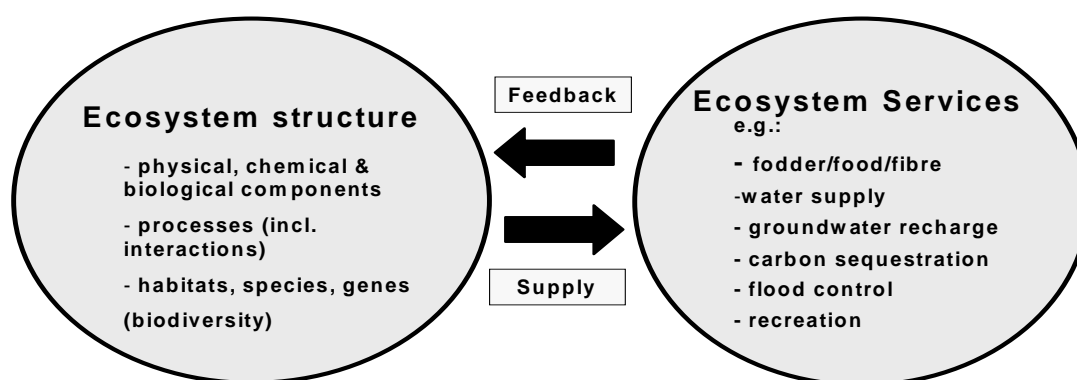 Ecosystem structure
- physical, chemical &
biological components
- processes (incl.
interactions)
- habitats, species, genes
(biodiversity)
Feedback
Supply
Ecosystem Services
e.g.:
- fodder/food/fibre
-water supply
- groundwater recharge
- carbon sequestration
- flood control
- recreation